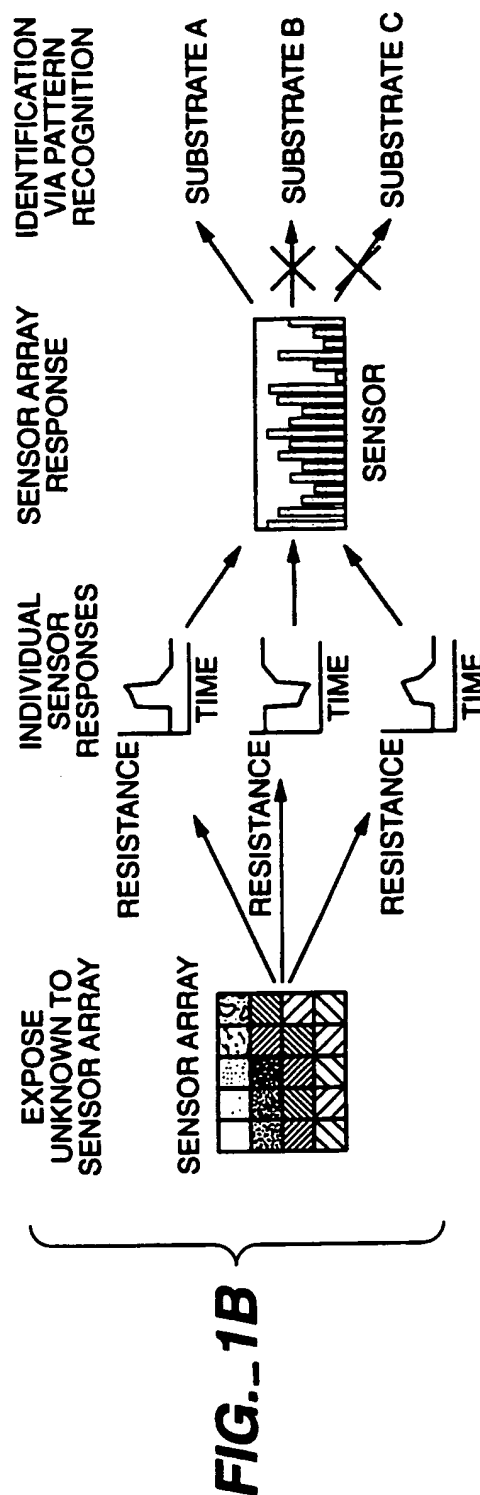 FIG._1B
EXPOSE
UNKNOWN TO
SENSOR ARRAY
SENSOR ARRAY
INDIVIDUAL
SENSOR
RESPONSES
RESISTANCE
TIME
RESISTANCE
TIME
RESISTANCE
TIME
SENSOR ARRAY
RESPONSE
SENSOR
IDENTIFICATION
VIA PATTERN
RECOGNITION
SUBSTRATE A
SUBSTRATE B
SUBSTRATE C